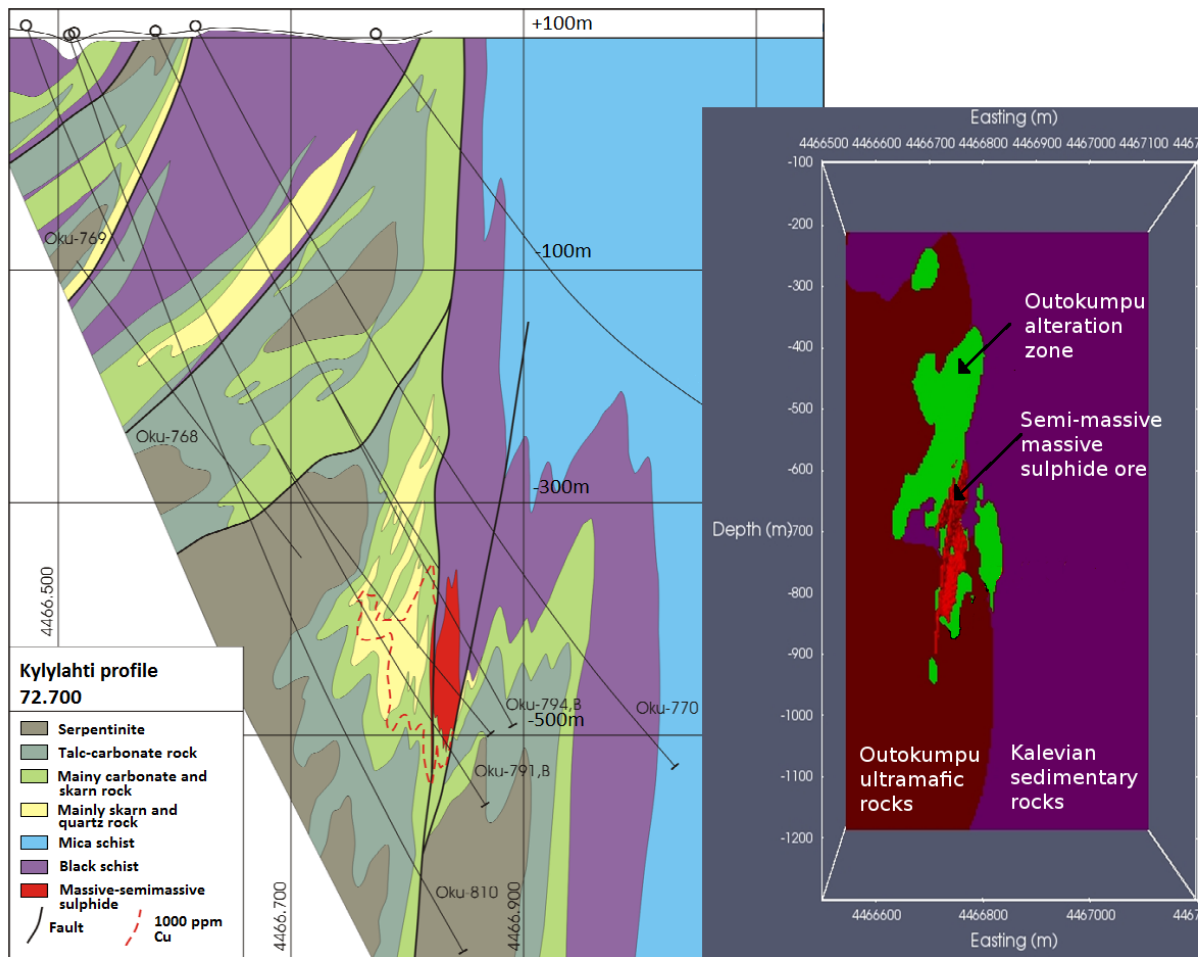 +100m
-100m
-300m
-500m
Oku-769
Oku-768
Oku-794,B
Oku-770
Oku-791,B
Oku-810
4466.500
4466.700
4466.900
Kylylahti profile
72.700
Serpentinite
Talc-carbonate rock
Mainy carbonate and
skarn rock
Mainly skarn and
quartz rock
Mica schist
Black schist
Massive-semimassive
sulphide
Fault
1000 ppm
Cu
Easting (m)
4466500 4466600 4466700 4466800 4466900 4467000 4467100 4467
-100
-200
-300
-400
-500
-600
Depth (m)
-700
-800
-900
-1000
-1100
-1200
Outokumpu
alteration
zone
Semi-massive
massive
sulphide ore
Outokumpu
ultramafic
rocks
Kalevian
sedimentary
rocks
4466600 4466800 4467000 4467
Easting (m)